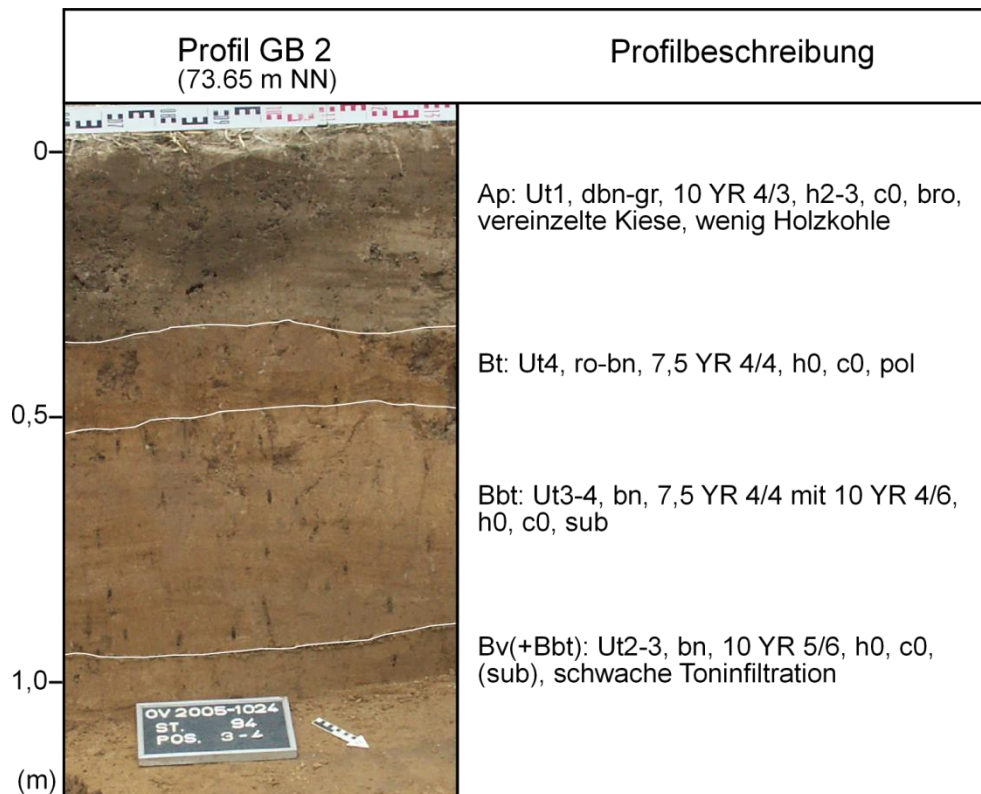 Profil GB 2
(73.65 m NN)
Profilbeschreibung
0
Ap: Ut1, dbn-gr, 10 YR 4/3, h2-3, c0, bro,
vereinzelte Kiese, wenig Holzkohle
Bt: Ut4, ro-bn, 7,5 YR 4/4, h0, c0, pol
0,5
Bbt: Ut3-4, bn, 7,5 YR 4/4 mit 10 YR 4/6,
h0, c0, sub
Bv(+Bbt): Ut2-3, bn, 10 YR 5/6, h0, c0,
(sub), schwache Toninfiltration
1,0
OV 2005-1024
ST. 94
POS. 3-4
(m)